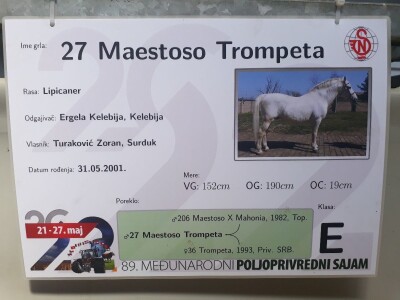 Ime grla: 27 Maestoso Trompeta
Rasa: Lipicaner
Odgajivač: Ergela Kelebija, Kelebija
Vlasnik: Turaković Zoran, Surduk
Datum rođenja: 31.05.2001.
Mere:
VG: 152cm OG: 190cm OC: 19cm
Poreklo:
♂206 Maestoso X Mahonia, 1982, Top.
♂27 Maestoso Trompeta
♀36 Trompeta, 1993, Priv. SRB.
Klasa:
E
21 - 27. maj
89. MEĐUNARODNI POLJOPRIVREDNI SAJAM